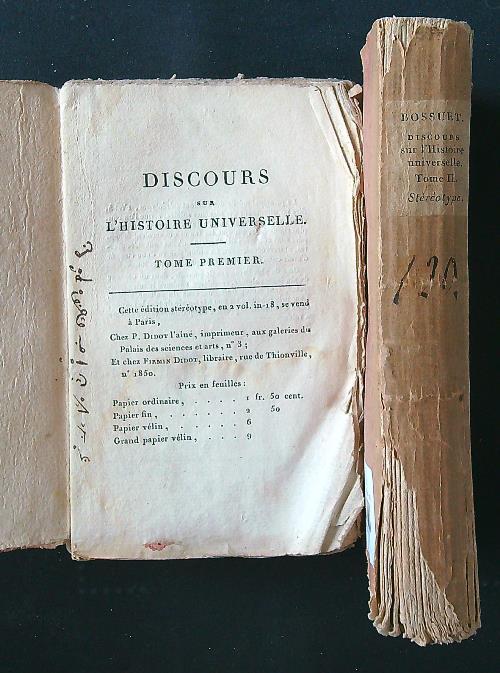 DISCOURS
SUR
L'HISTOIRE UNIVERSELLE.
TOME PREMIER.
Cette édition stéréotype, en 2 vol. in-18, se vend
à Paris,
Chez P. DIDOT l'aîné, imprimeur, aux galeries du
Palais des sciences et arts, n° 3;
Et chez FIRMIN DIDOT, libraire, rue de Thionville,
n° 1850.
Prix en feuilles:
Papier ordinaire, . . . . . 1 fr. 50 cent.
Papier fin, . . . . . . 2 50
Papier vélin, . . . . . 6
Grand papier vélin, . . . 9
BOSSUET.
DISCOURS
sur l'Histoire
universelle.
Tome II.
Stéréotype.